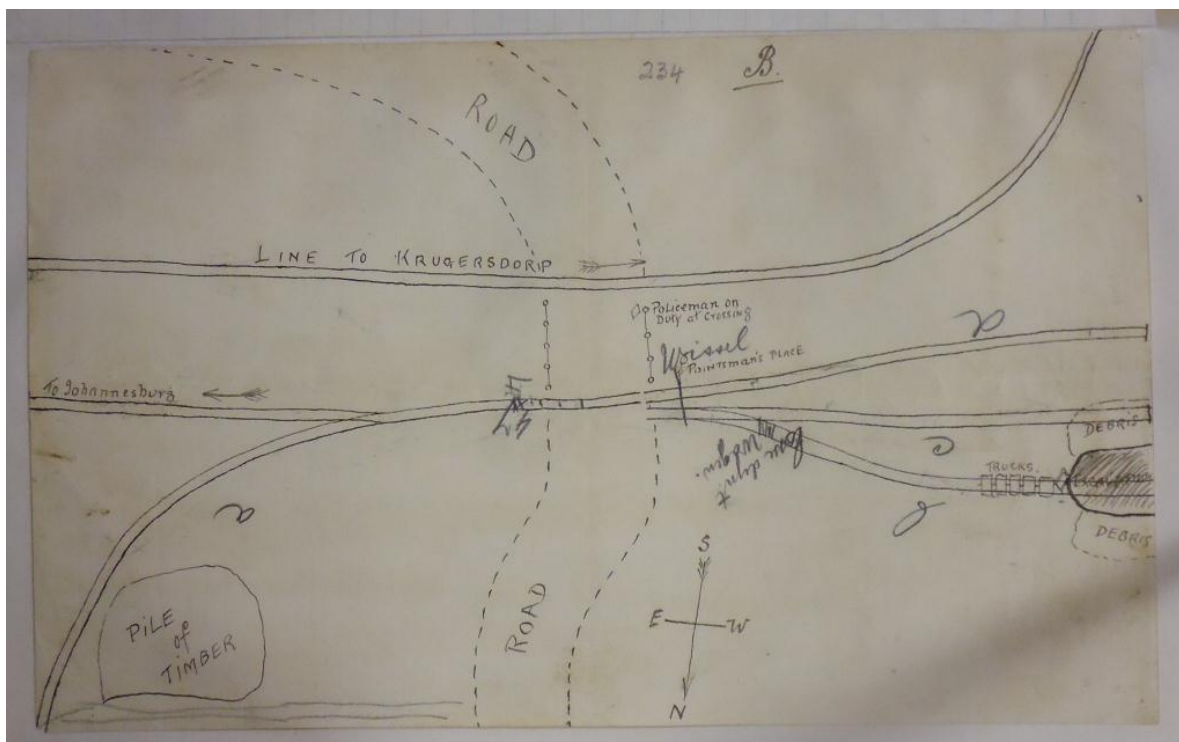 234
B.
ROAD
LINE TO KRUGERSDORP
Policeman on
Duty at Crossing
Wissel
POINTSMAN'S PLACE
To Johannesburg
d
a
c
DEBRIS
TRUCKS.
DEBRIS
PILE
of
TIMBER
ROAD
S
E
W
N